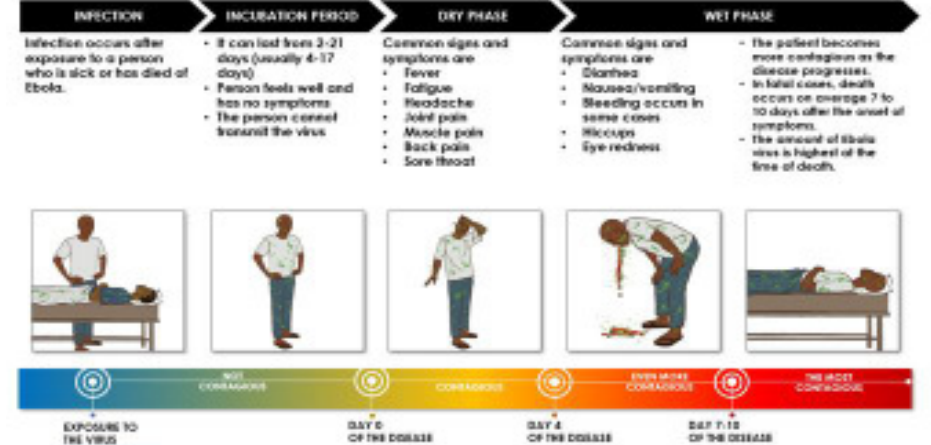 INFECTION
INCUBATION PERIOD
DRY PHASE
WET PHASE
Infection occurs after
exposure to a person
who is sick or has died of
Ebola.
• It can last from 2-21
days (usually 4-17
days)
• Person feels well and
has no symptoms
• The person cannot
transmit the virus
Common signs and
symptoms are
• Fever
• Fatigue
• Headache
• Joint pain
• Muscle pain
• Back pain
• Sore throat
Common signs and
symptoms are
• Diarrhea
• Nausea/vomiting
• Bleeding occurs in
some cases
• Hiccups
• Eye redness
• The patient becomes
more contagious as the
disease progresses.
• In fatal cases, death
occurs on average 7 to
10 days after the onset of
symptoms.
• The amount of Ebola
virus is highest at the
time of death.
NOT
CONTAGIOUS
CONTAGIOUS
EVEN MORE
CONTAGIOUS
THE MOST
CONTAGIOUS
EXPOSURE TO
THE VIRUS
DAY 0
OF THE DISEASE
DAY 4
OF THE DISEASE
DAY 7-10
OF THE DISEASE